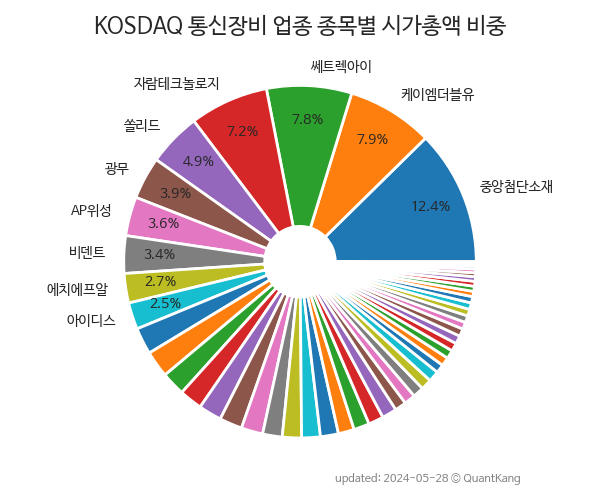 KOSDAQ 통신장비 업종 종목별 시가총액 비중
쎄트렉아이
자람테크놀로지
케이엠더블유
쏠리드
광무
AP위성
비덴트
에치에프알
아이디스
중앙첨단소재
7.8%
7.2%
7.9%
4.9%
3.9%
3.6%
3.4%
2.7%
2.5%
12.4%
updated: 2024-05-28 © QuantKang